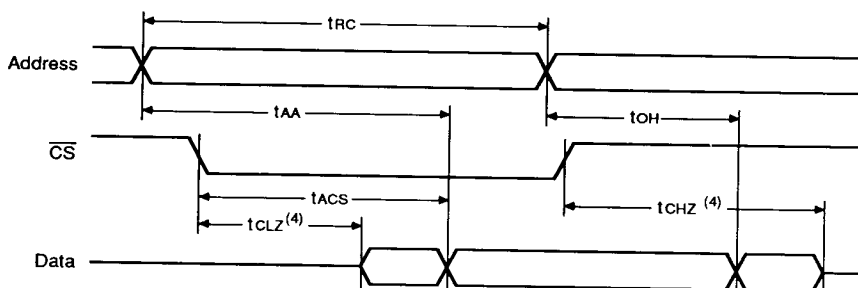 tRC
Address
tAA
tOH
CS
tACS
tCHZ (4)
tCLZ (4)
Data